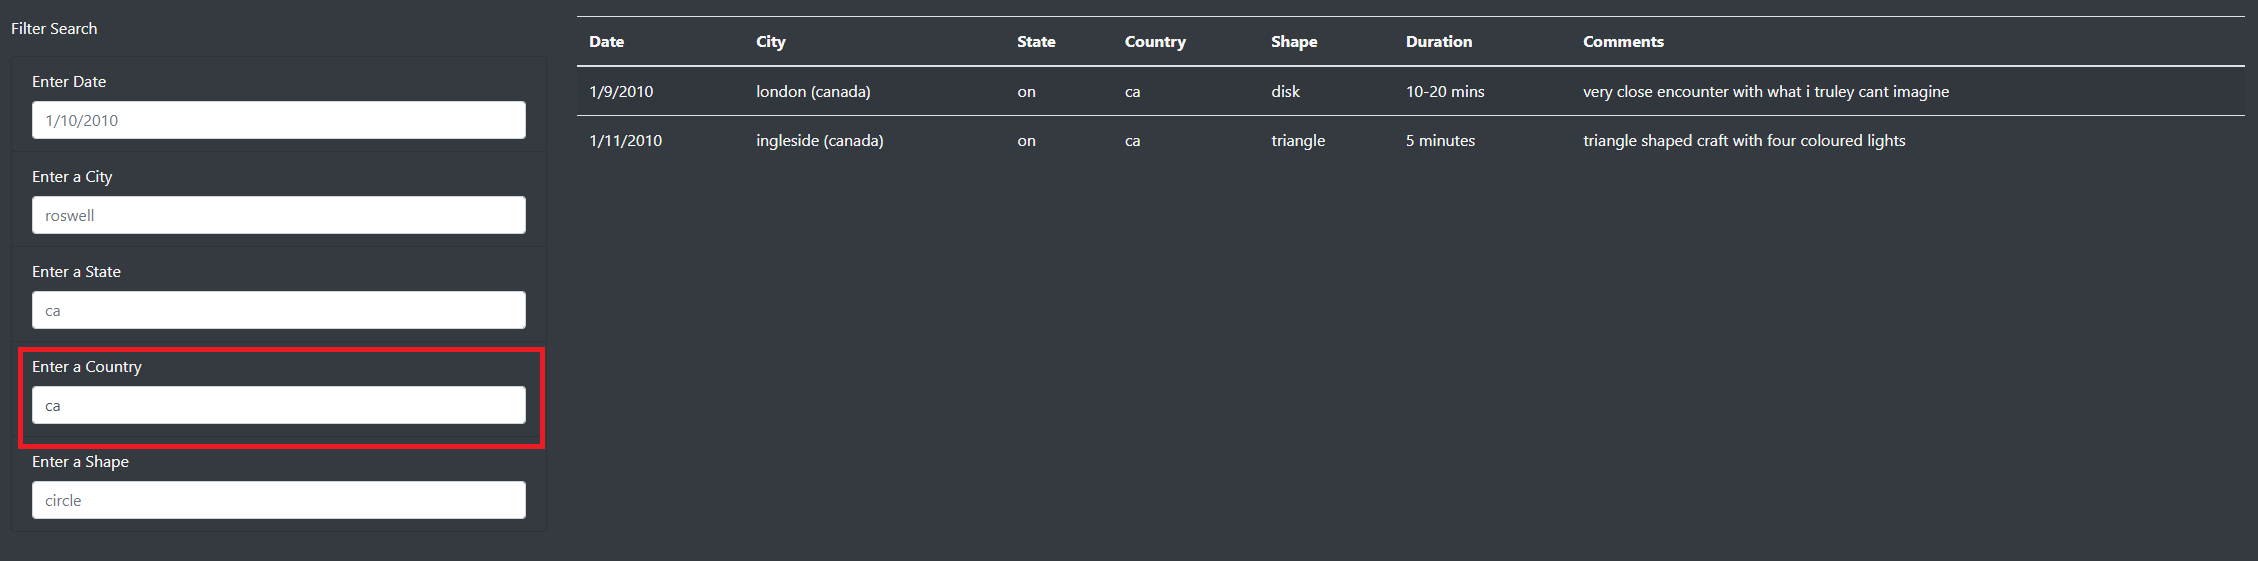 Filter Search
Enter Date
1/10/2010
Enter a City
roswell
Enter a State
ca
Enter a Country
ca
Enter a Shape
circle
Date City State Country Shape Duration Comments
1/9/2010 london (canada) on ca disk 10-20 mins very close encounter with what i truley cant imagine
1/11/2010 ingleside (canada) on ca triangle 5 minutes triangle shaped craft with four coloured lights